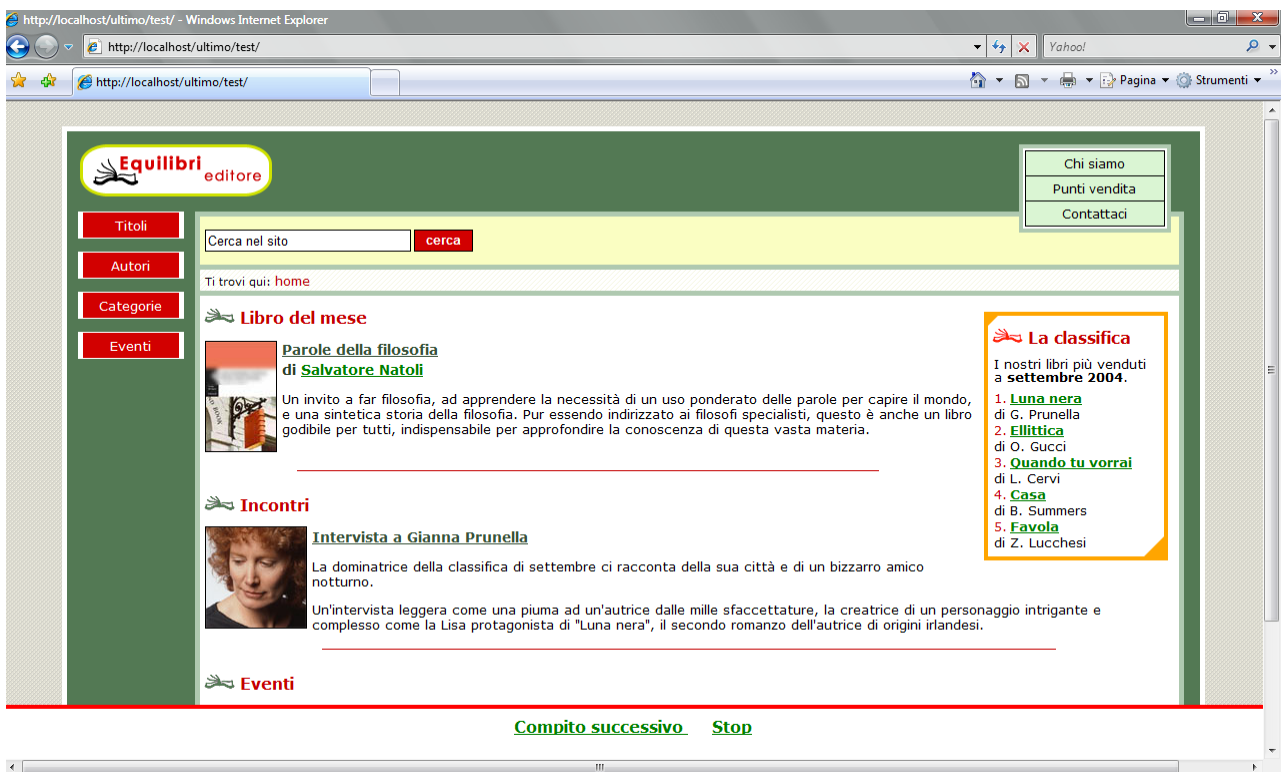 http://localhost/ultimo/test/ - Windows Internet Explorer
http://localhost/ultimo/test/
Yahoo!
http://localhost/ultimo/test/
Pagina
Strumenti
Equilibri
editore
Chi siamo
Punti vendita
Contattaci
Titoli
Autori
Categorie
Eventi
Cerca nel sito
cerca
Ti trovi qui: home
Libro del mese
Parole della filosofia
di Salvatore Natoli
Un invito a far filosofia, ad apprendere la necessità di un uso ponderato delle parole per capire il mondo,
e una sintetica storia della filosofia. Pur essendo indirizzato ai filosofi specialisti, questo è anche un libro
godibile per tutti, indispensabile per approfondire la conoscenza di questa vasta materia.
La classifica
I nostri libri più venduti
a settembre 2004.
1. Luna nera
di G. Prunella
2. Ellittica
di O. Gucci
3. Quando tu vorrai
di L. Cervi
4. Casa
di B. Summers
5. Favola
di Z. Lucchesi
Incontri
Intervista a Gianna Prunella
La dominatrice della classifica di settembre ci racconta della sua città e di un bizzarro amico
notturno.
Un'intervista leggera come una piuma ad un'autrice dalle mille sfaccettature, la creatrice di un personaggio intrigante e
complesso come la Lisa protagonista di "Luna nera", il secondo romanzo dell'autrice di origini irlandesi.
Eventi
Compito successivo
Stop